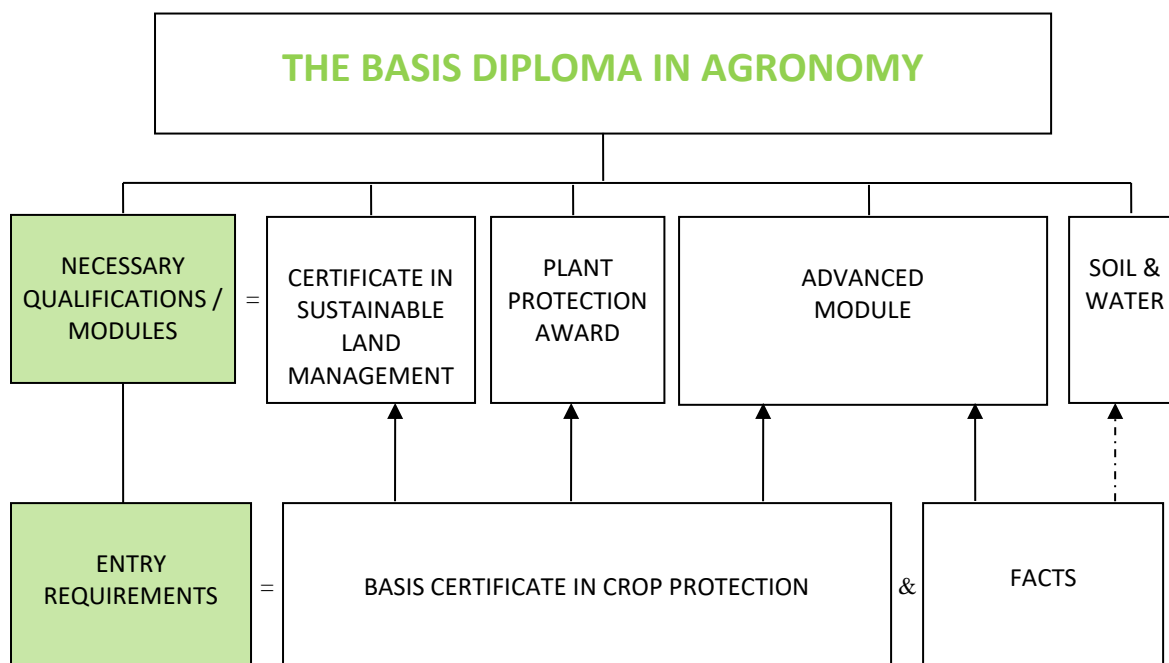 THE BASIS DIPLOMA IN AGRONOMY
NECESSARY
QUALIFICATIONS /
MODULES
=
CERTIFICATE IN
SUSTAINABLE
LAND
MANAGEMENT
PLANT
PROTECTION
AWARD
ADVANCED
MODULE
SOIL &
WATER
ENTRY
REQUIREMENTS
=
BASIS CERTIFICATE IN CROP PROTECTION
&
FACTS